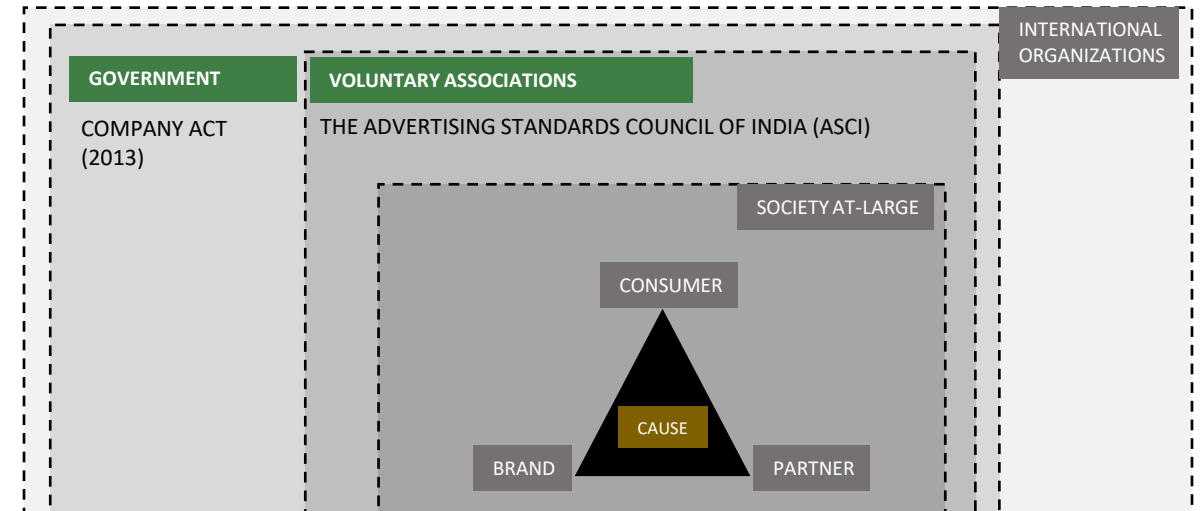 INTERNATIONAL
ORGANIZATIONS
GOVERNMENT
VOLUNTARY ASSOCIATIONS
COMPANY ACT
(2013)
THE ADVERTISING STANDARDS COUNCIL OF INDIA (ASCI)
SOCIETY AT-LARGE
CONSUMER
CAUSE
BRAND
PARTNER